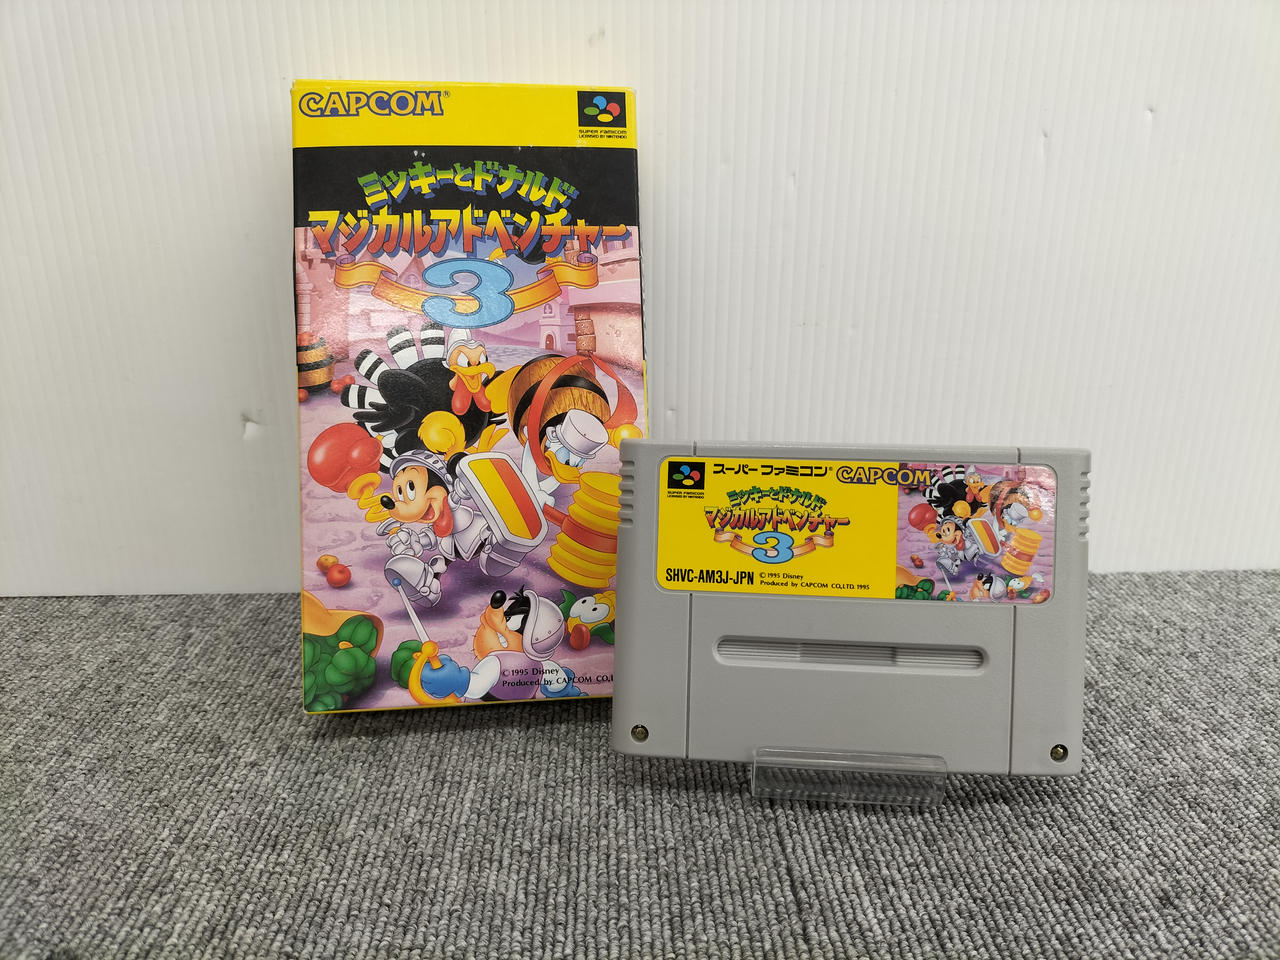 CAPCOM®
SUPER FAMICOM
LICENSED BY NINTENDO
ミッキーとドナルド
マジカルアドベンチャー
3
© 1995 Disney
Produced by CAPCOM CO.,
スーパーファミコン® CAPCOM
SUPER FAMICOM
LICENSED BY NINTENDO
ミッキーとドナルド
マジカルアドベンチャー
3
SHVC-AM3J-JPN
© 1995 Disney
Produced by CAPCOM CO.,LTD. 1995